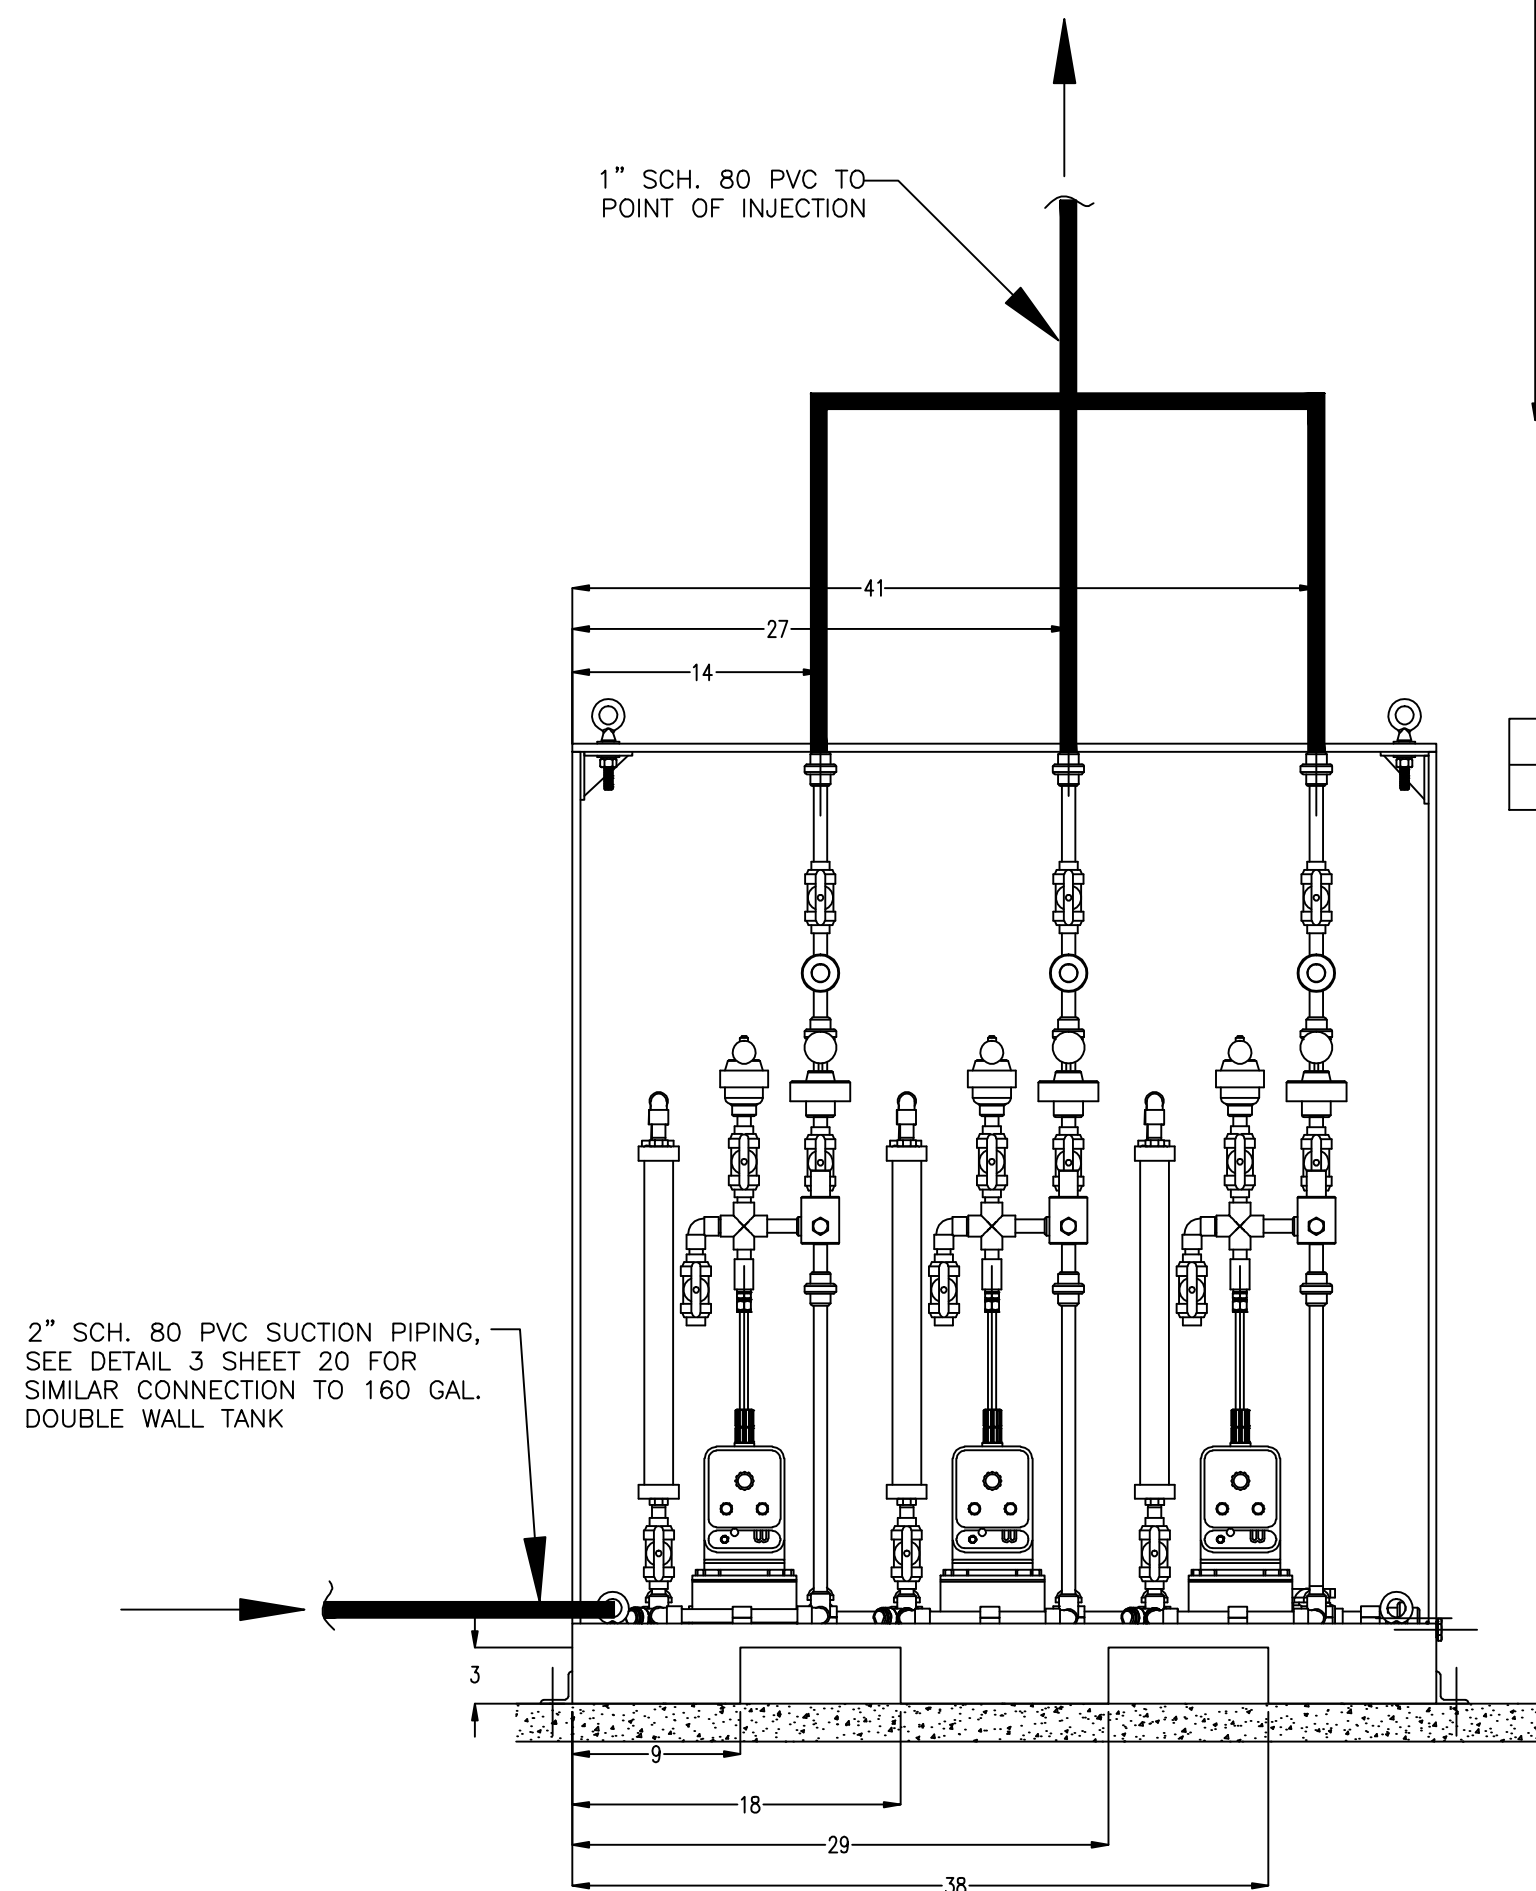 1" SCH. 80 PVC TO
POINT OF INJECTION
41
27
14
2" SCH. 80 PVC SUCTION PIPING,
SEE DETAIL 3 SHEET 20 FOR
SIMILAR CONNECTION TO 160 GAL.
DOUBLE WALL TANK
3
9
18
29
38